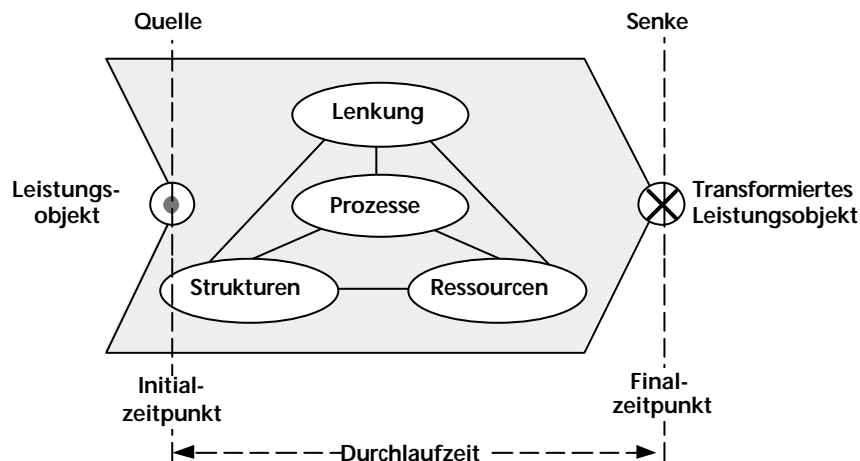 Quelle
Senke
Lenkung
Leistungs-
objekt
Prozesse
Transformiertes
Leistungsobjekt
Strukturen
Ressourcen
Initial-
zeitpunkt
Final-
zeitpunkt
Durchlaufzeit